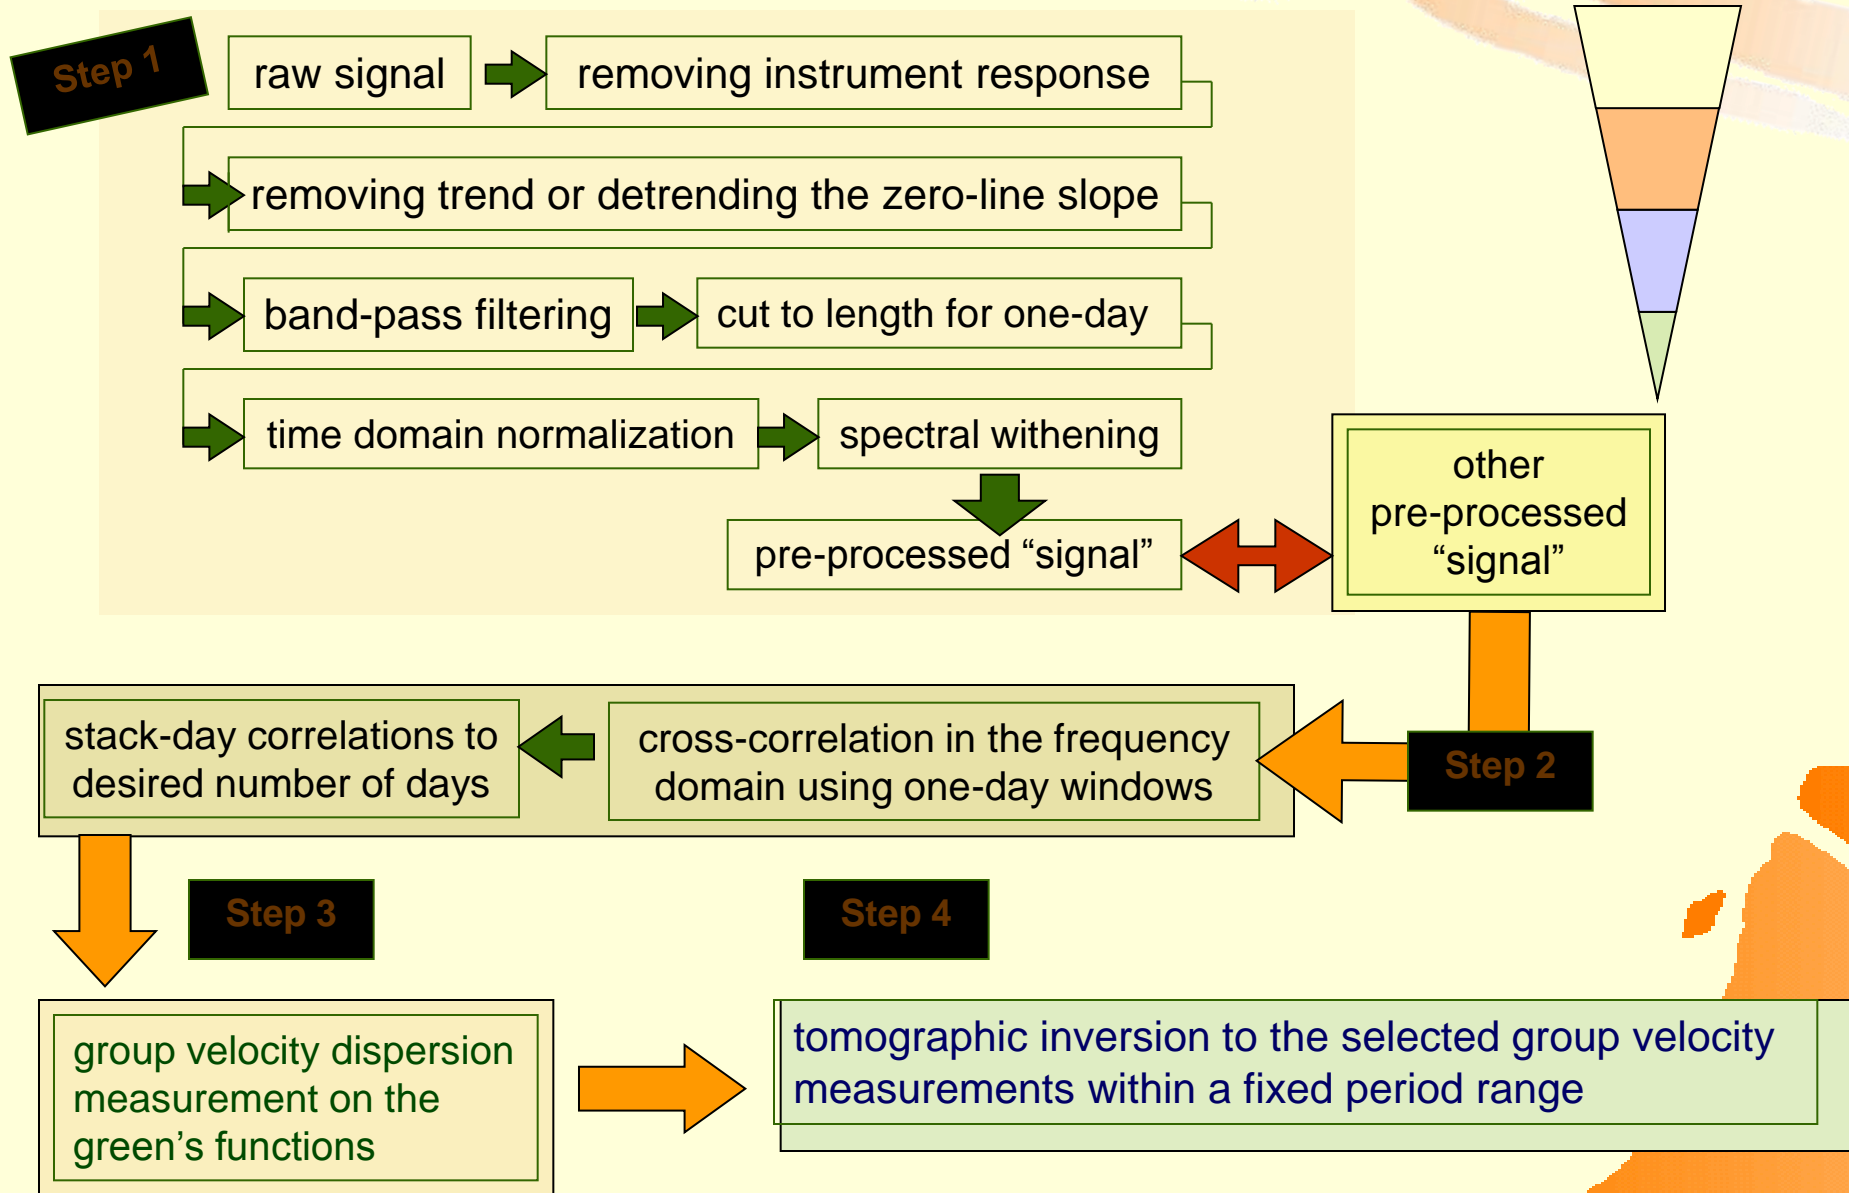 Step 1
raw signal
removing instrument response
removing trend or detrending the zero-line slope
band-pass filtering
cut to length for one-day
time domain normalization
spectral withening
pre-processed “signal”
other
pre-processed
“signal”
Step 2
cross-correlation in the frequency
domain using one-day windows
stack-day correlations to
desired number of days
Step 3
group velocity dispersion
measurement on the
green’s functions
Step 4
tomographic inversion to the selected group velocity
measurements within a fixed period range